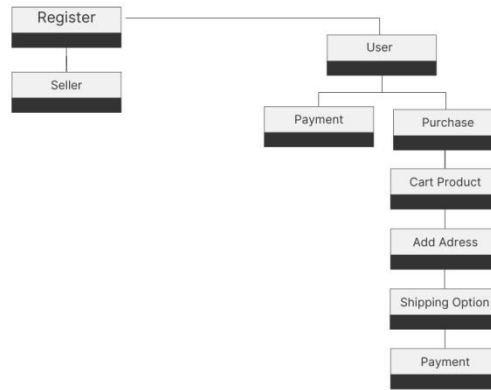 Register
User
Seller
Payment
Purchase
Cart Product
Add Adress
Shipping Option
Payment